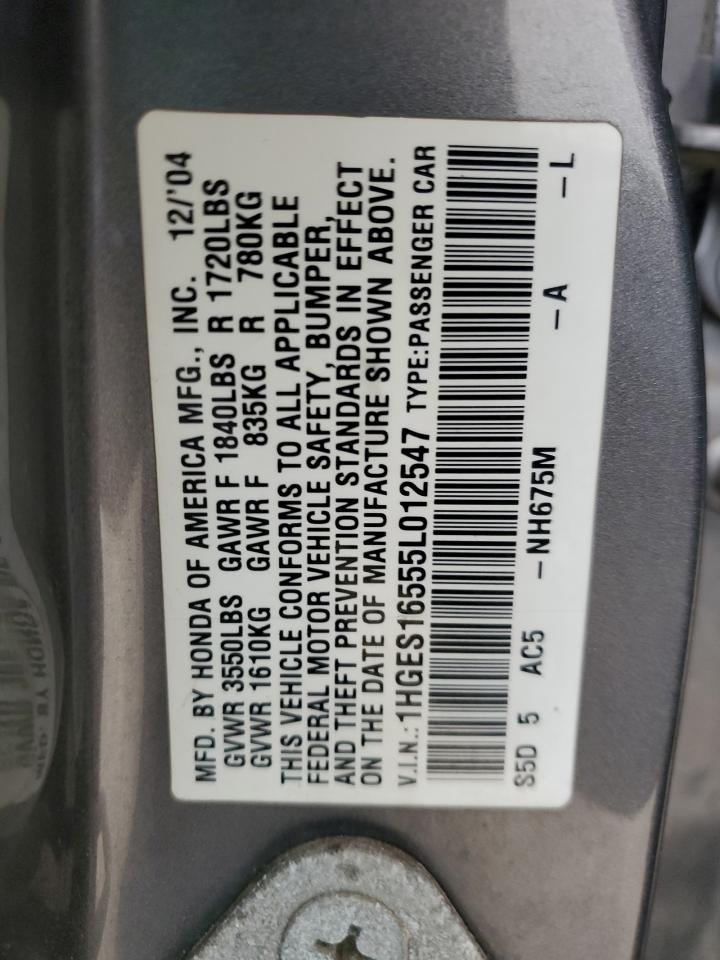 MFD. BY HONDA OF AMERICA MFG., INC. 12/'04
GVWR 3550LBS GAWR F 1840LBS R 1720LBS
GVWR 1610KG GAWR F 835KG R 780KG
THIS VEHICLE CONFORMS TO ALL APPLICABLE
FEDERAL MOTOR VEHICLE SAFETY, BUMPER,
AND THEFT PREVENTION STANDARDS IN EFFECT
ON THE DATE OF MANUFACTURE SHOWN ABOVE.
V.I.N.: 1HGES16555L012547 TYPE:PASSENGER CAR
S5D 5 AC5 -NH675M -A -L